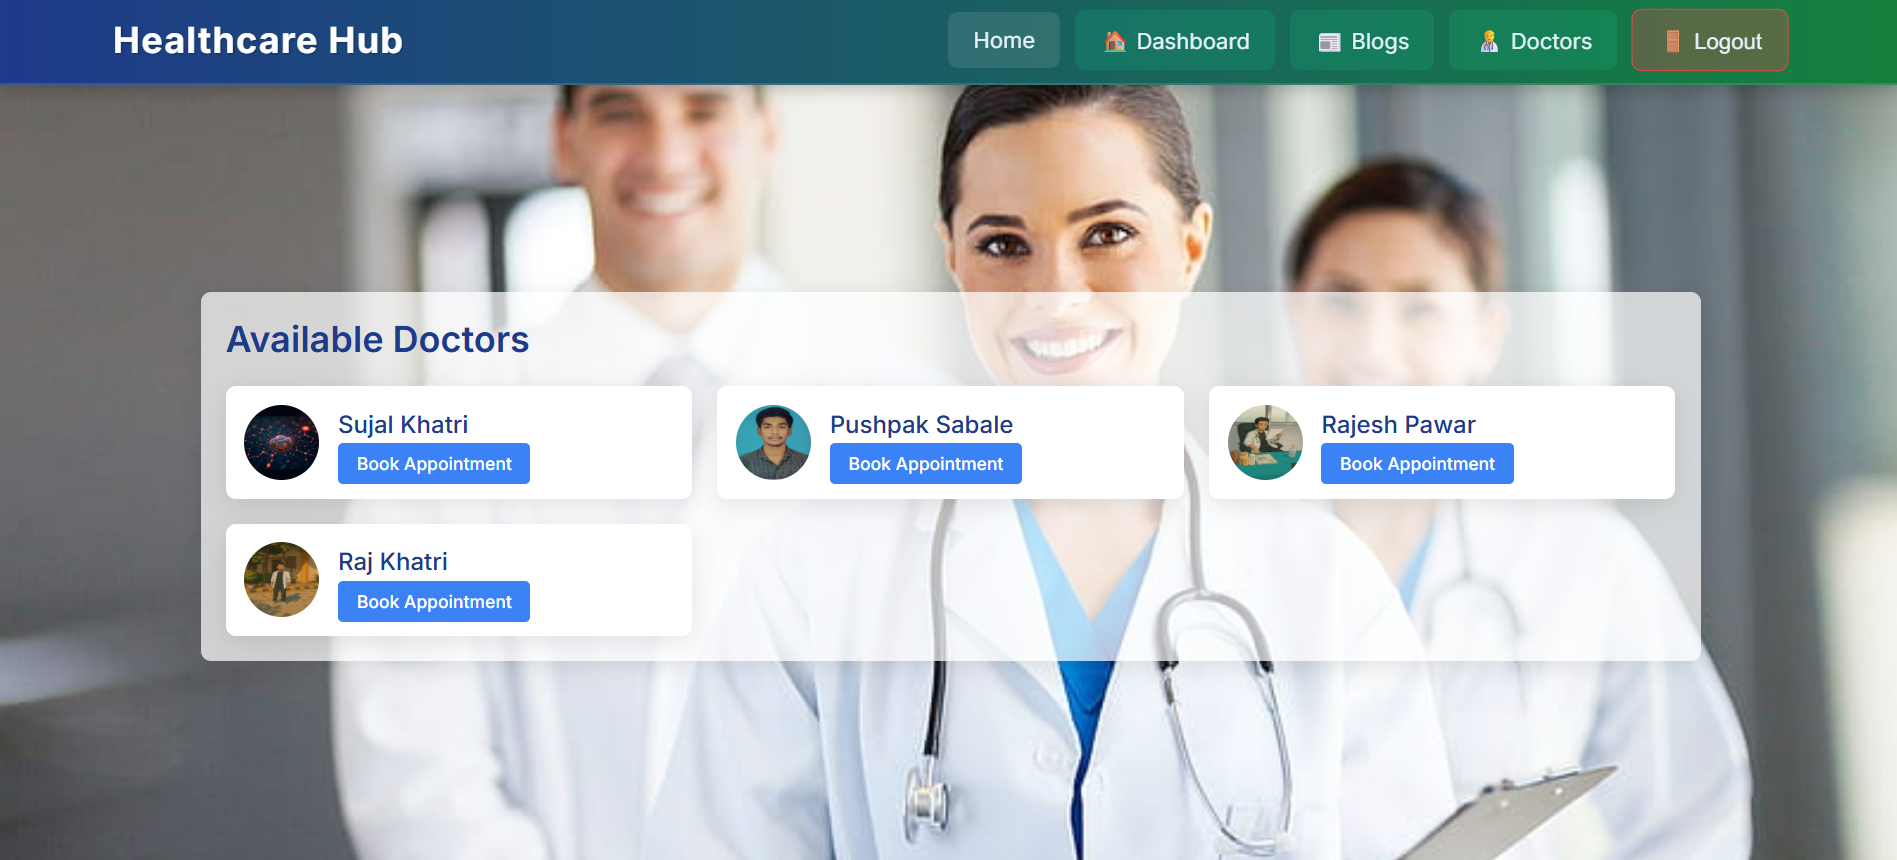 Healthcare Hub
Home
Dashboard
Blogs
Doctors
Logout
Available Doctors
Sujal Khatri
Book Appointment
Pushpak Sabale
Book Appointment
Rajesh Pawar
Book Appointment
Raj Khatri
Book Appointment